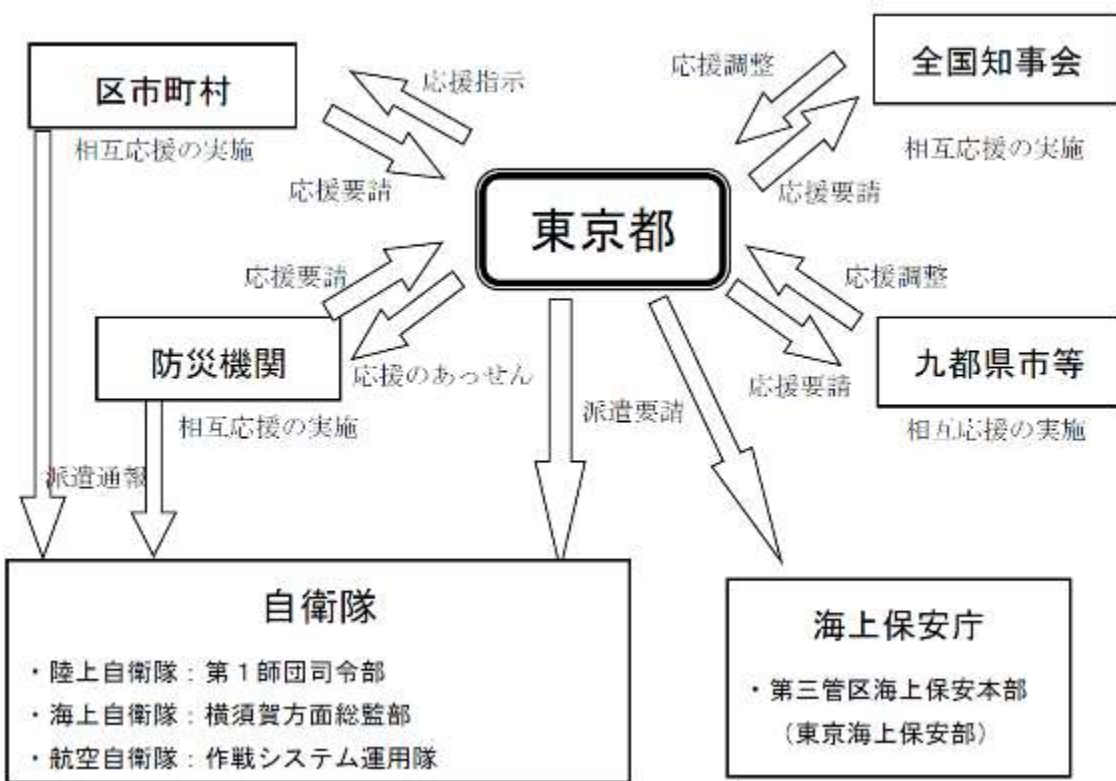 区市町村
相互応援の実施
応援指示
応援要請
応援調整
全国知事会
相互応援の実施
応援要請
東京都
応援要請
防災機関
応援のあっせん
相互応援の実施
応援調整
九都県市等
応援要請
相互応援の実施
派遣通報
派遣要請
自衛隊
・陸上自衛隊：第１師団司令部
・海上自衛隊：横須賀方面総監部
・航空自衛隊：作戦システム運用隊
海上保安庁
・第三管区海上保安本部
（東京海上保安部）